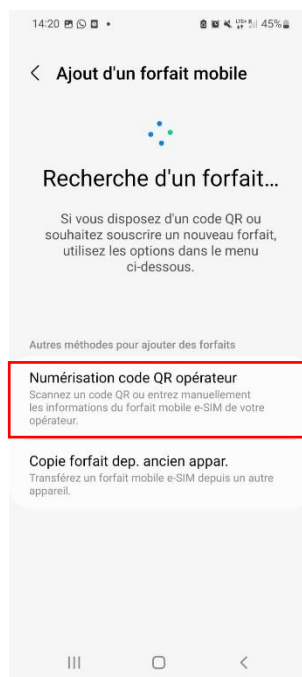 14:20 45%
Ajout d'un forfait mobile
Recherche d'un forfait...
Si vous disposez d'un code QR ou
souhaitez souscrire un nouveau forfait,
utilisez les options dans le menu
ci-dessous.
Autres méthodes pour ajouter des forfaits
Numérisation code QR opérateur
Scannez un code QR ou entrez manuellement
les informations du forfait mobile e-SIM de votre
opérateur.
Copie forfait dep. ancien appar.
Transférez un forfait mobile e-SIM depuis un autre
appareil.